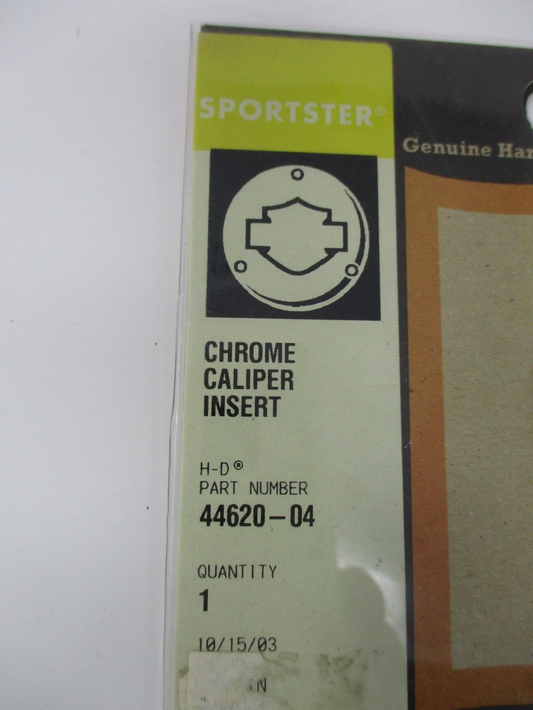 SPORTSTER®
Genuine Har
CHROME
CALIPER
INSERT
H-D®
PART NUMBER
44620-04
QUANTITY
1
10/15/03